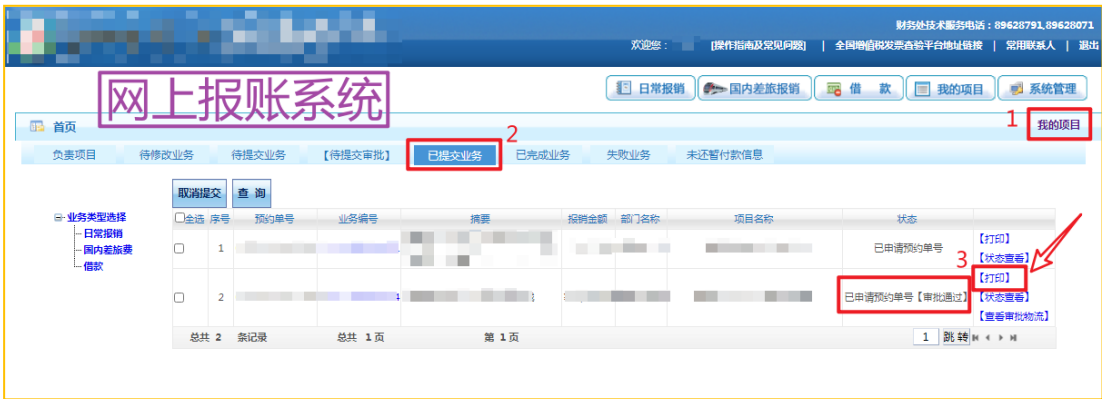 财务处技术服务电话：89628791,89628071
欢迎您： [操作指南及常见问题] | 全国增值税发票查验平台地址链接 | 常用联系人 | 退出
网上报账系统
日常报销 国内差旅报销 借 款 我的项目 系统管理
首页 1 我的项目
2
负责项目 待修改业务 待提交业务 【待提交审批】 已提交业务 已完成业务 失败业务 未还暂付款信息
取消提交 查 询
业务类型选择
日常报销
国内差旅费
借款
全选 序号 预约单号 业务编号 摘要 报销金额 部门名称 项目名称 状态
1 已申请预约单号 【打印】
【状态查看】
3
2 已申请预约单号【审批通过】 【打印】
【状态查看】
【查看审批物流】
总共 2 条记录 总共 1 页 第 1 页 1 跳 转